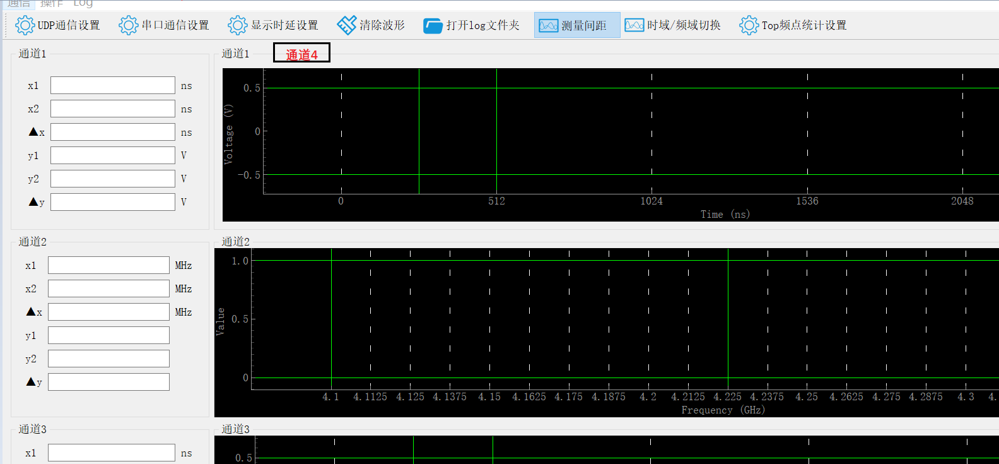 通信 操作 Log
UDP通信设置 串口通信设置 显示时延设置 清除波形 打开log文件夹 测量间距 时域/频域切换 Top频点统计设置
通道1
x1 ns
x2 ns
▲x ns
y1 V
y2 V
▲y V
通道1
通道4
Voltage (V)
0.5
0
-0.5
0 512 1024 1536 2048
Time (ns)
通道2
x1 MHz
x2 MHz
▲x MHz
y1
y2
▲y
通道2
Value
1.0
0.5
0
4.1 4.1125 4.125 4.1375 4.15 4.1625 4.175 4.1875 4.2 4.2125 4.225 4.2375 4.25 4.2625 4.275 4.2875 4.3 4.
Frequency (GHz)
通道3
x1 ns
通道3
0.5